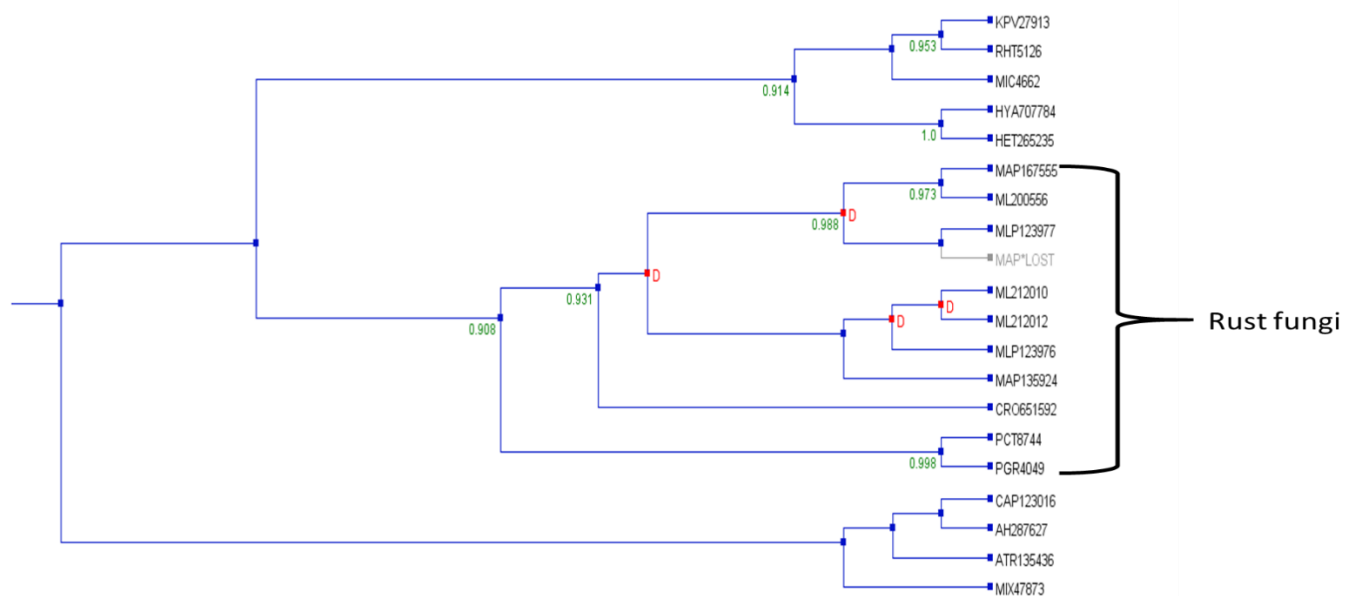 KPV27913
0.953
RHT5126
MIC4662
0.914
HYA707784
1.0
HET265235
MAP167555
0.973
ML200556
D
0.988
MLP123977
MAP*LOST
D
ML212010
0.931
D
ML212012
D
Rust fungi
0.908
MLP123976
MAP135924
CRO651592
PCT8744
0.998
PGR4049
CAP123016
AH287627
ATR135436
MIX47873